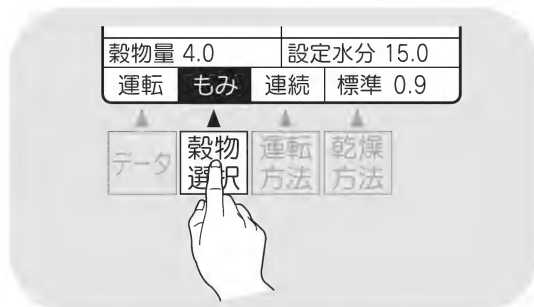 穀物量 4.0 設定水分 15.0
運転 もみ 連続 標準 0.9
データ 穀物選択 運転方法 乾燥方法